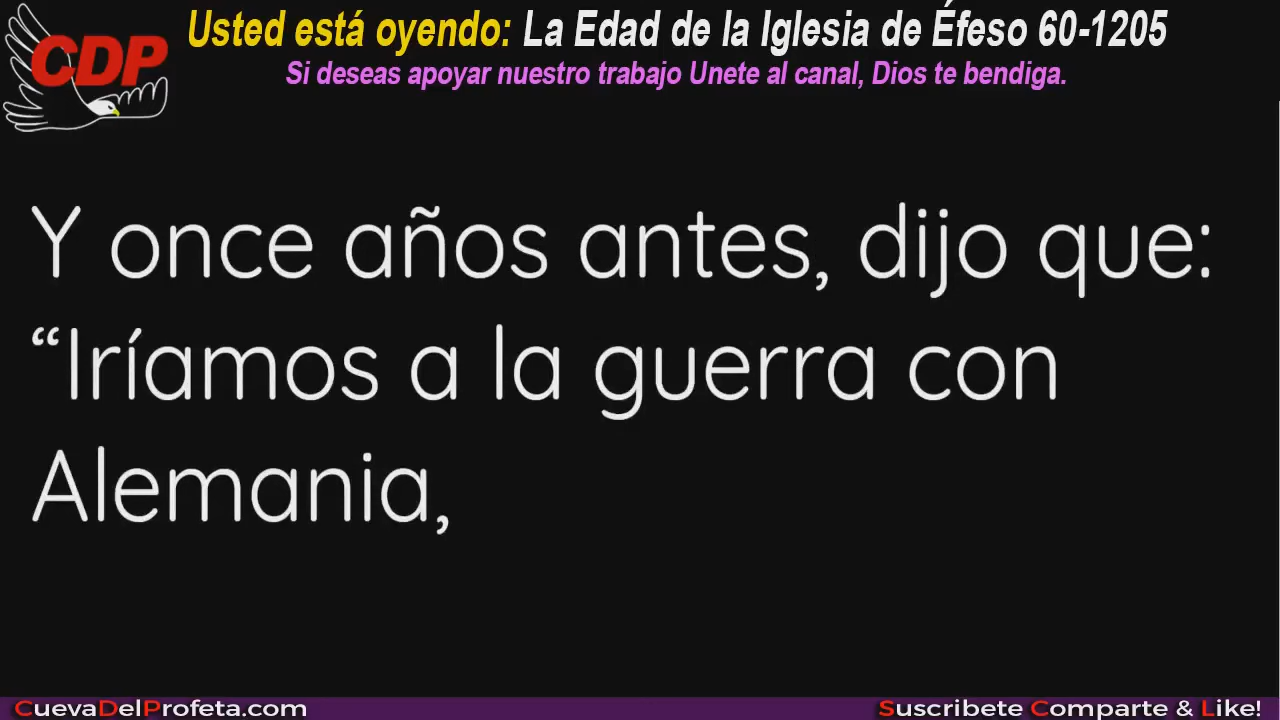 CDP
Usted está oyendo: La Edad de la Iglesia de Éfeso 60-1205
Si deseas apoyar nuestro trabajo Unete al canal, Dios te bendiga.
Y once años antes, dijo que:
“Iríamos a la guerra con
Alemania,
CuevaDelProfeta.com
Suscribete Comparte & Like!